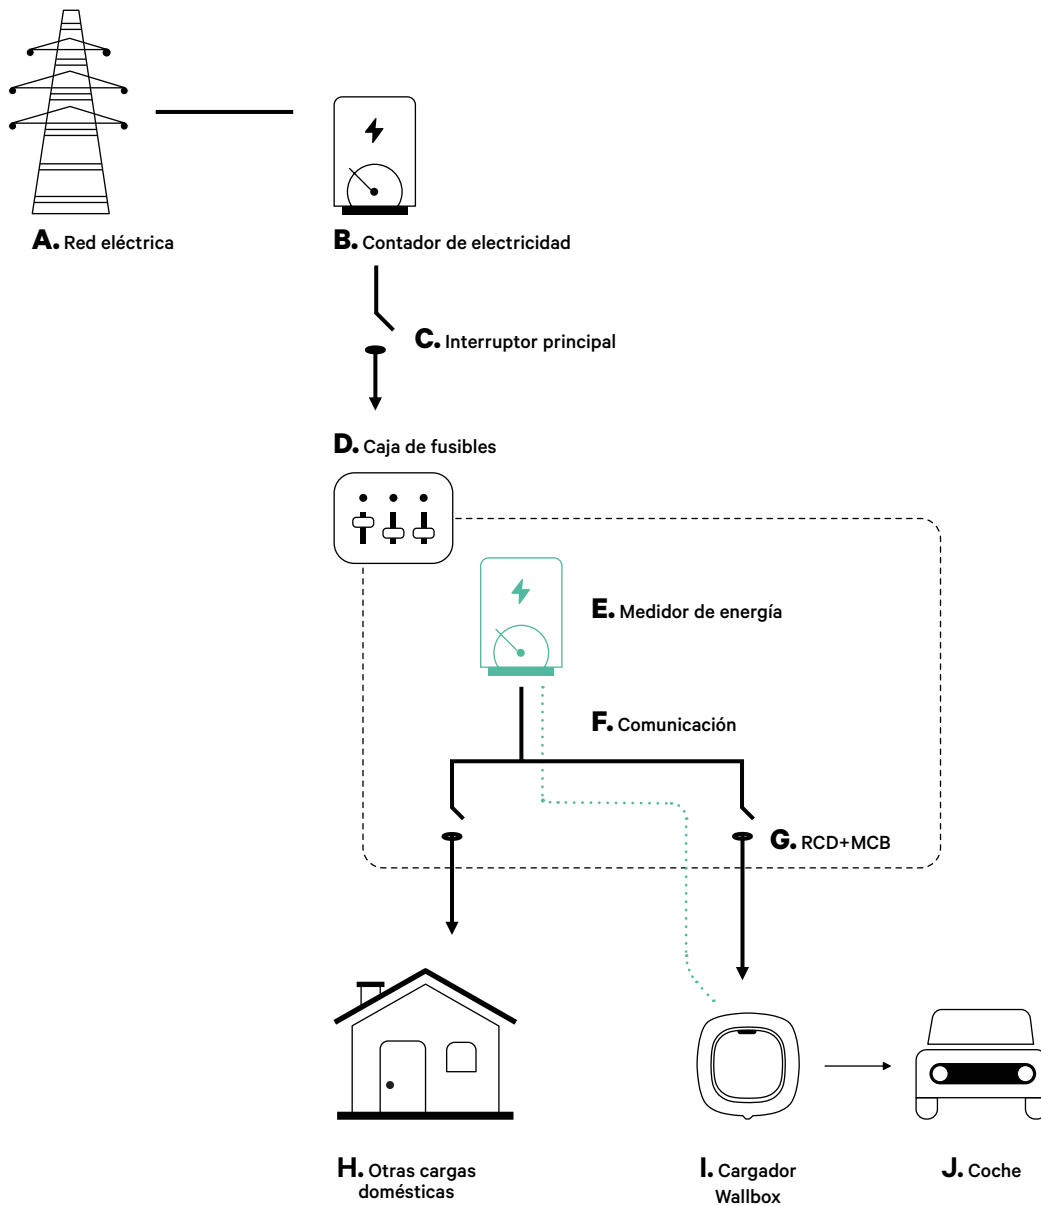 A. Red eléctrica
B. Contador de electricidad
C. Interruptor principal
D. Caja de fusibles
E. Medidor de energía
F. Comunicación
G. RCD+MCB
H. Otras cargas
domésticas
I. Cargador
Wallbox
J. Coche